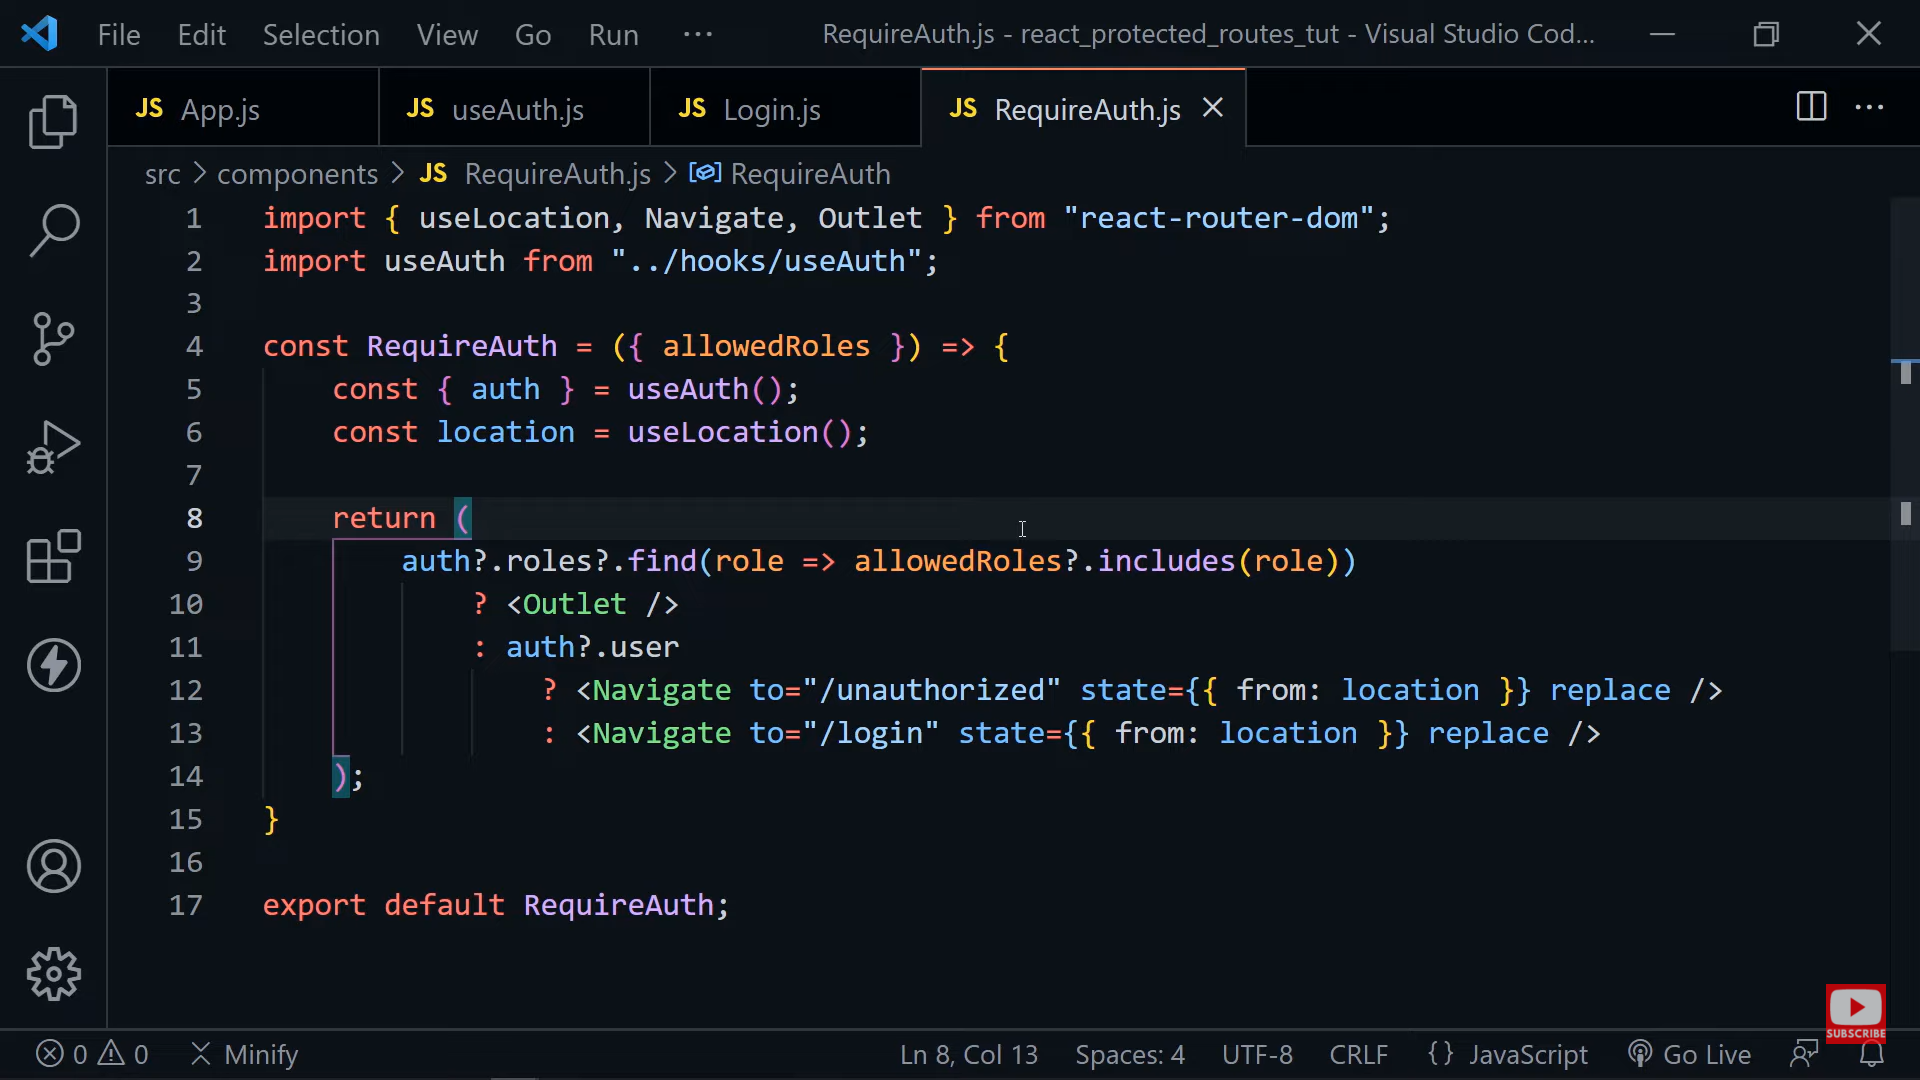 File Edit Selection View Go Run ··· RequireAuth.js - react_protected_routes_tut - Visual Studio Cod...
JS App.js JS useAuth.js JS Login.js JS RequireAuth.js
src > components > JS RequireAuth.js > RequireAuth
1 import { useLocation, Navigate, Outlet } from "react-router-dom";
2 import useAuth from "../hooks/useAuth";
3
4 const RequireAuth = ({ allowedRoles }) => {
5     const { auth } = useAuth();
6     const location = useLocation();
7
8     return (
9         auth?.roles?.find(role => allowedRoles?.includes(role))
10             ? <Outlet />
11             : auth?.user
12                 ? <Navigate to="/unauthorized" state={{ from: location }} replace />
13                 : <Navigate to="/login" state={{ from: location }} replace />
14     );
15 }
16
17 export default RequireAuth;
SUBSCRIBE
0 0 Minify Ln 8, Col 13 Spaces: 4 UTF-8 CRLF {} JavaScript Go Live